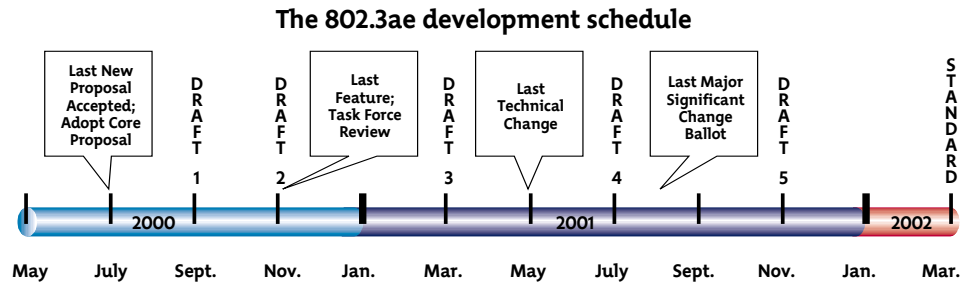 The 802.3ae development schedule
Last New
Proposal
Accepted;
Adopt Core
Proposal
DRAFT 1
DRAFT 2
Last
Feature;
Task Force
Review
DRAFT 3
Last
Technical
Change
DRAFT 4
Last Major
Significant
Change
Ballot
DRAFT 5
STANDARD
2000 2001 2002
May July Sept. Nov. Jan. Mar. May July Sept. Nov. Jan. Mar.